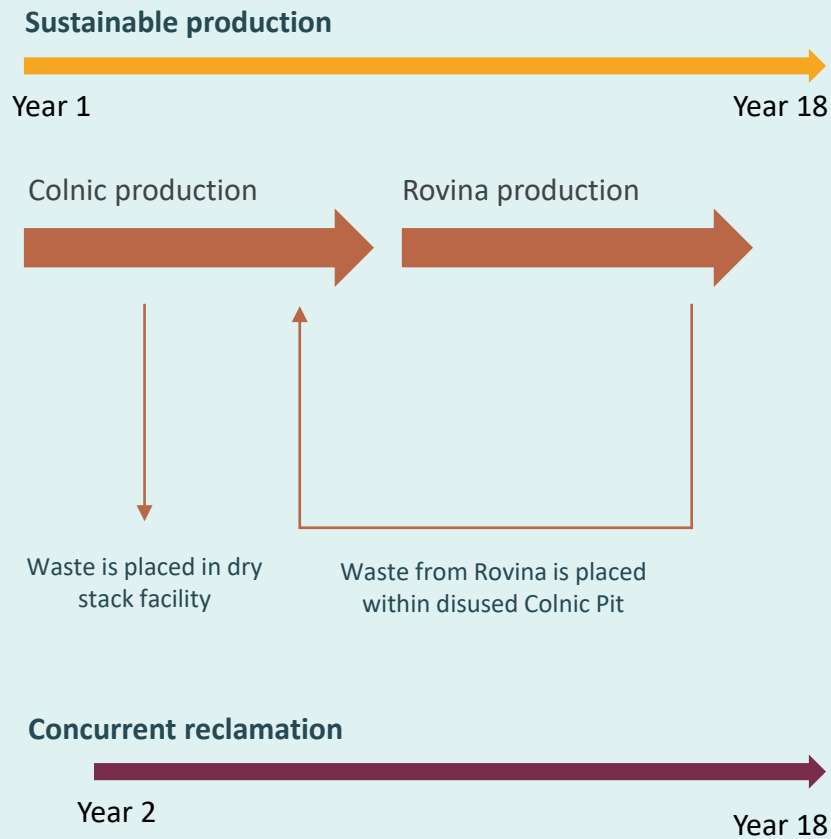 Sustainable production
Year 1
Year 18
Colnic production
Rovina production
Waste is placed in dry
stack facility
Waste from Rovina is placed
within disused Colnic Pit
Concurrent reclamation
Year 2
Year 18